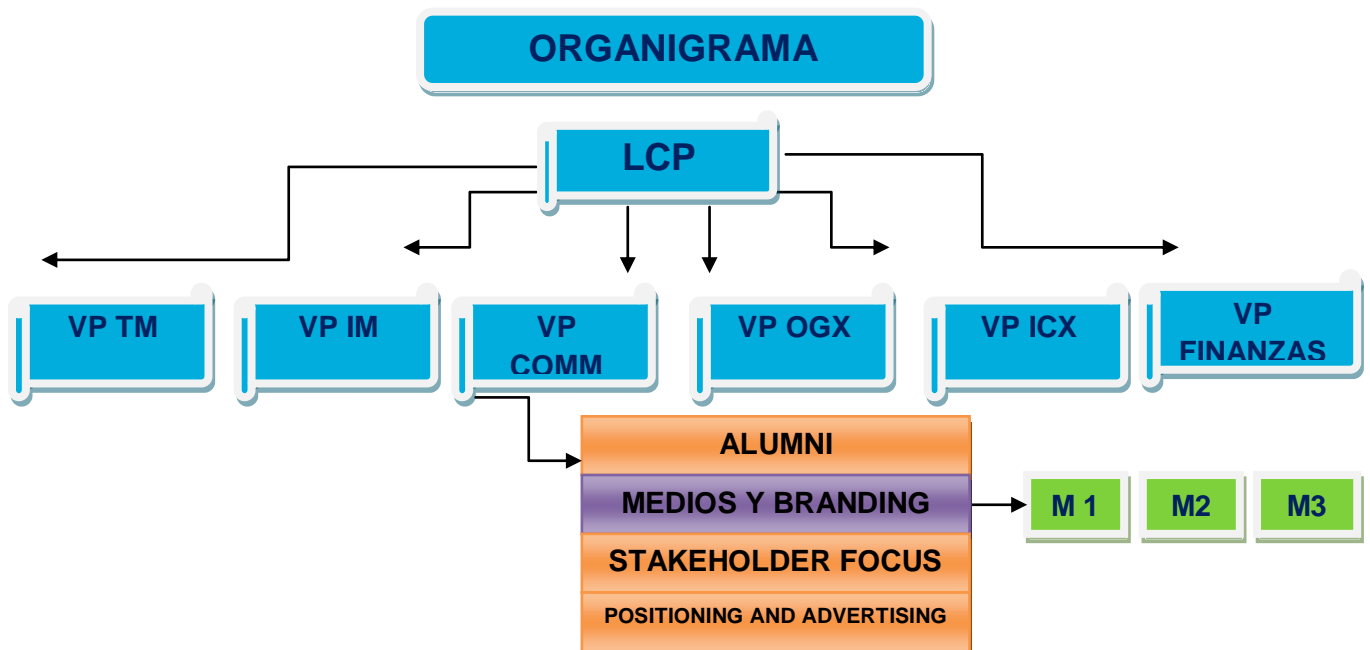 ORGANIGRAMA
LCP
VP TM
VP IM
VP
COMM
VP OGX
VP ICX
VP
FINANZAS
ALUMNI
MEDIOS Y BRANDING
M 1
M2
M3
STAKEHOLDER FOCUS
POSITIONING AND ADVERTISING